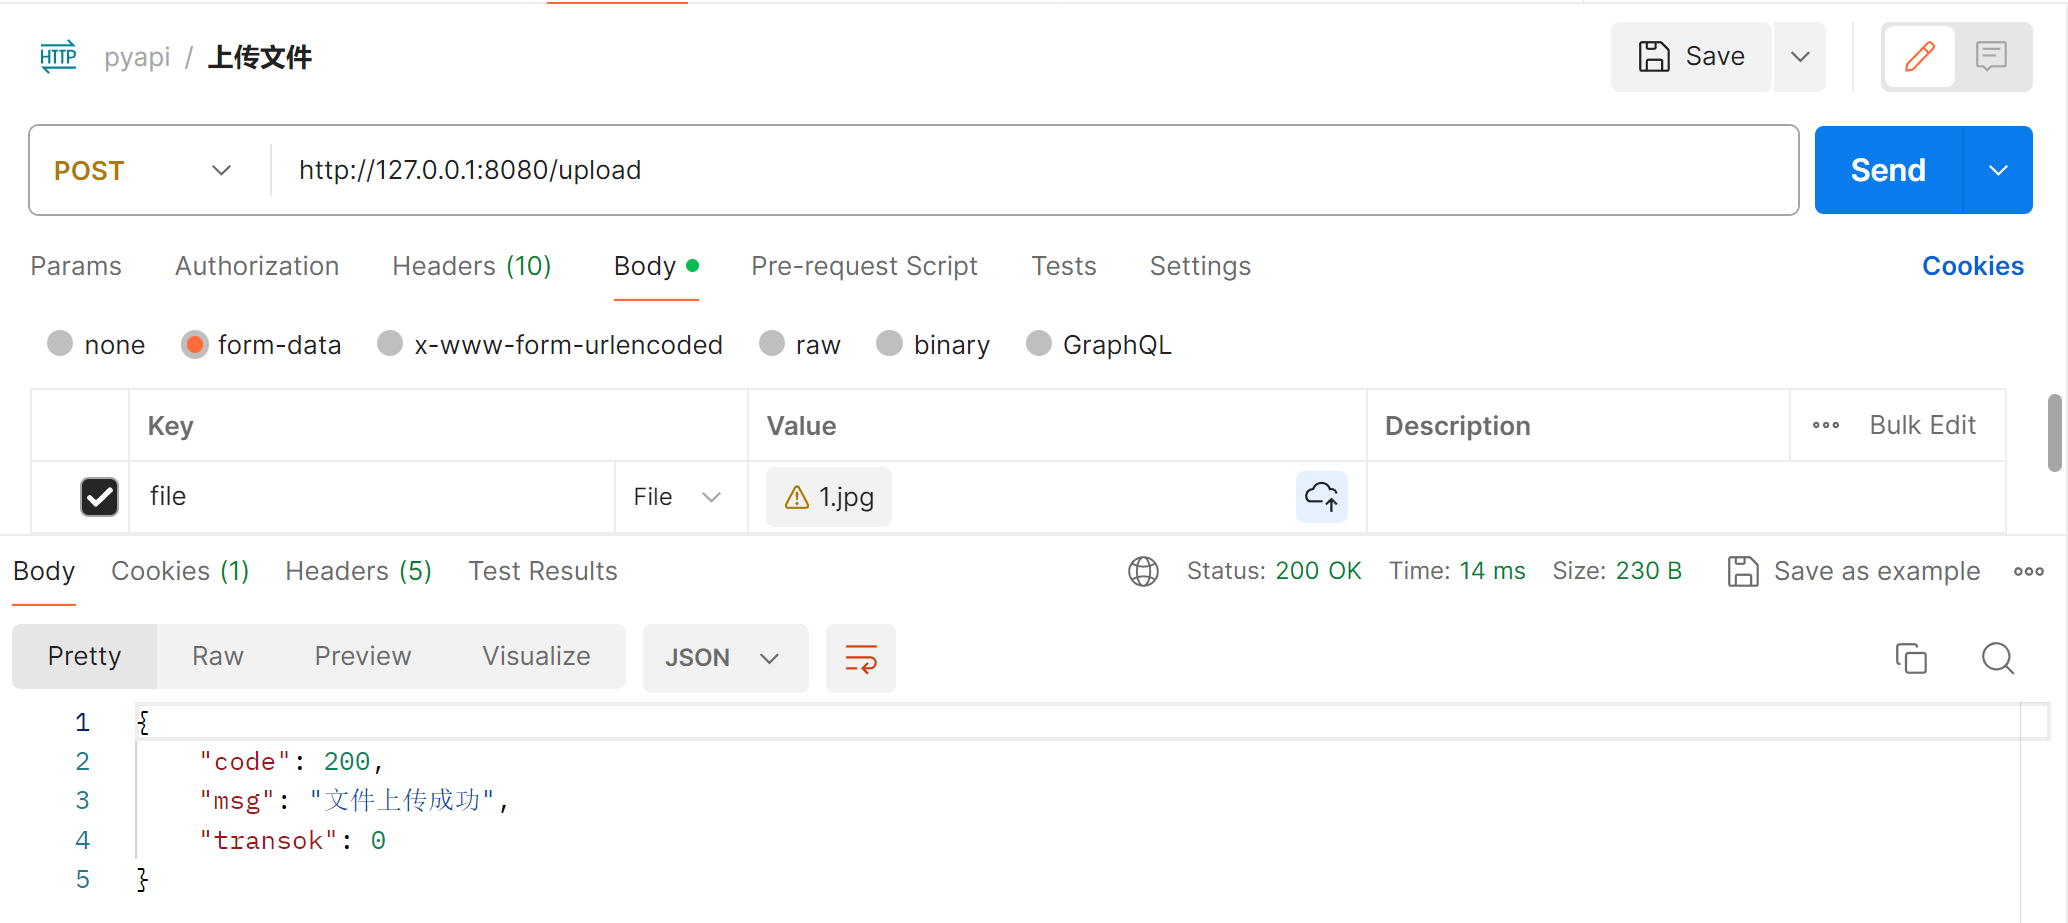 HTTP pyapi / 上传文件 Save
POST http://127.0.0.1:8080/upload Send
Params Authorization Headers (10) Body Pre-request Script Tests Settings Cookies
none form-data x-www-form-urlencoded raw binary GraphQL
Key Value Description Bulk Edit
file File 1.jpg
Body Cookies (1) Headers (5) Test Results Status: 200 OK Time: 14 ms Size: 230 B Save as example
Pretty Raw Preview Visualize JSON
1 {
2 "code": 200,
3 "msg": "文件上传成功",
4 "transok": 0
5 }